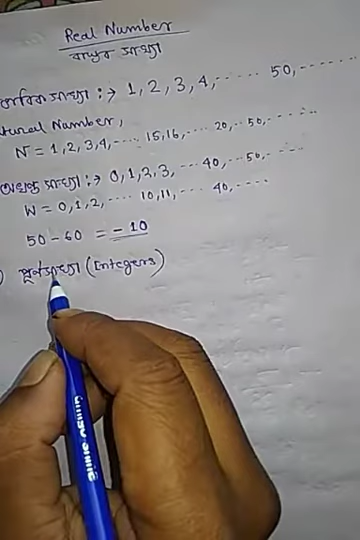 Real Number
বাস্তব সংখ্যা
সংখ্যা :→ 1, 2, 3, 4, ...... 50, .......
tural Number,
N = 1, 2, 3, 4, ..... 15, 16, .... 20, .. 50, ......
অখণ্ড সংখ্যা :→ 0, 1, 2, 3, ... 40, ... 50, ......
W = 0, 1, 2, ..... 10, 11, .... 40, .....
50 - 60 = - 10
) পূর্ণসংখ্যা (Integers)